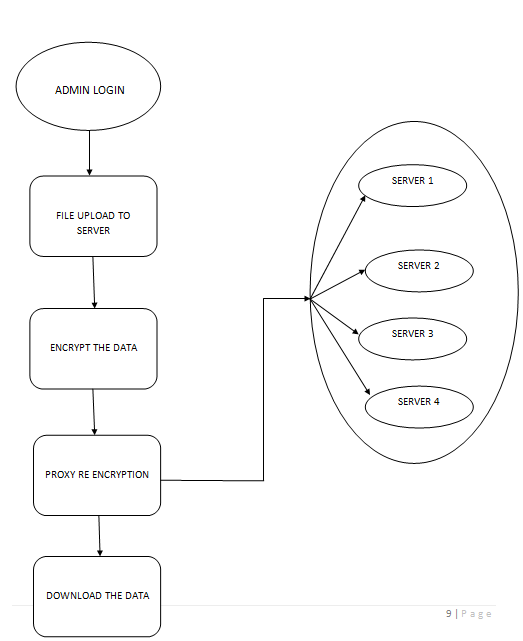 ADMIN LOGIN
FILE UPLOAD TO
SERVER
ENCRYPT THE DATA
PROXY RE ENCRYPTION
DOWNLOAD THE DATA
SERVER 1
SERVER 2
SERVER 3
SERVER 4
9 | P a g e